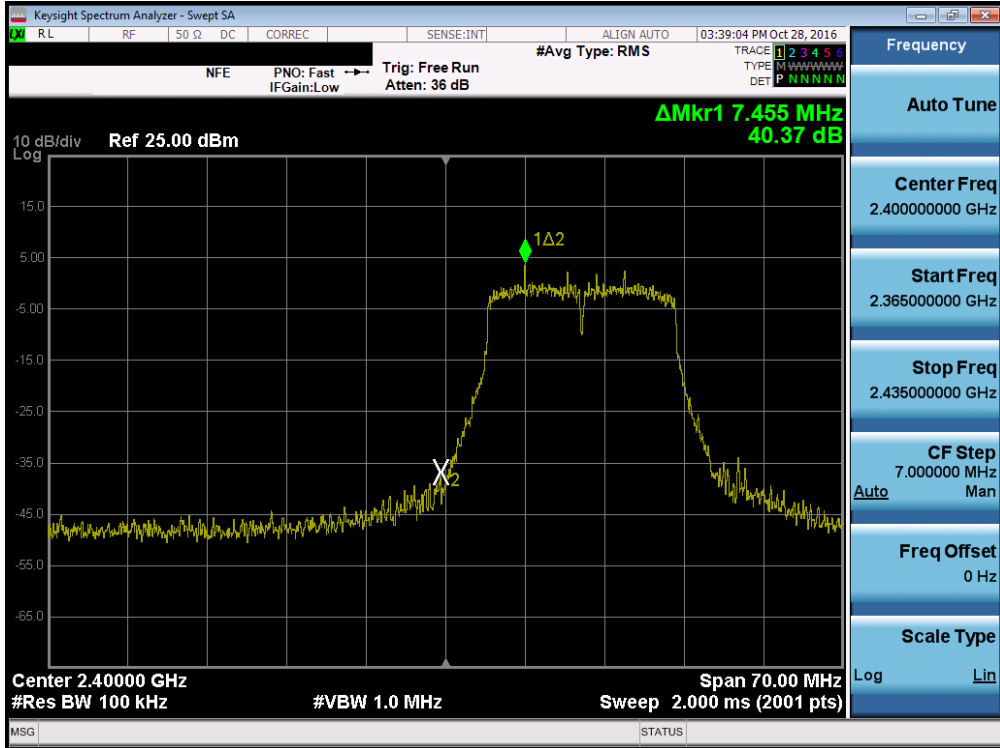 Keysight Spectrum Analyzer - Swept SA
LXI RL RF 50 Ω DC CORREC SENSE:INT ALIGN AUTO 03:39:04 PM Oct 28, 2016
#Avg Type: RMS TRACE 1 2 3 4 5 6
NFE PNO: Fast Trig: Free Run TYPE M WWWWW
IFGain:Low Atten: 36 dB DET P NNNNN
ΔMkr1 7.455 MHz
40.37 dB
10 dB/div Ref 25.00 dBm
Log
15.0
5.00
-5.00
-15.0
-25.0
-35.0
-45.0
-55.0
-65.0
1Δ2
X2
Center 2.40000 GHz Span 70.00 MHz
#Res BW 100 kHz #VBW 1.0 MHz Sweep 2.000 ms (2001 pts)
MSG STATUS
Frequency
Auto Tune
Center Freq
2.400000000 GHz
Start Freq
2.365000000 GHz
Stop Freq
2.435000000 GHz
CF Step
7.000000 MHz
Auto Man
Freq Offset
0 Hz
Scale Type
Log Lin